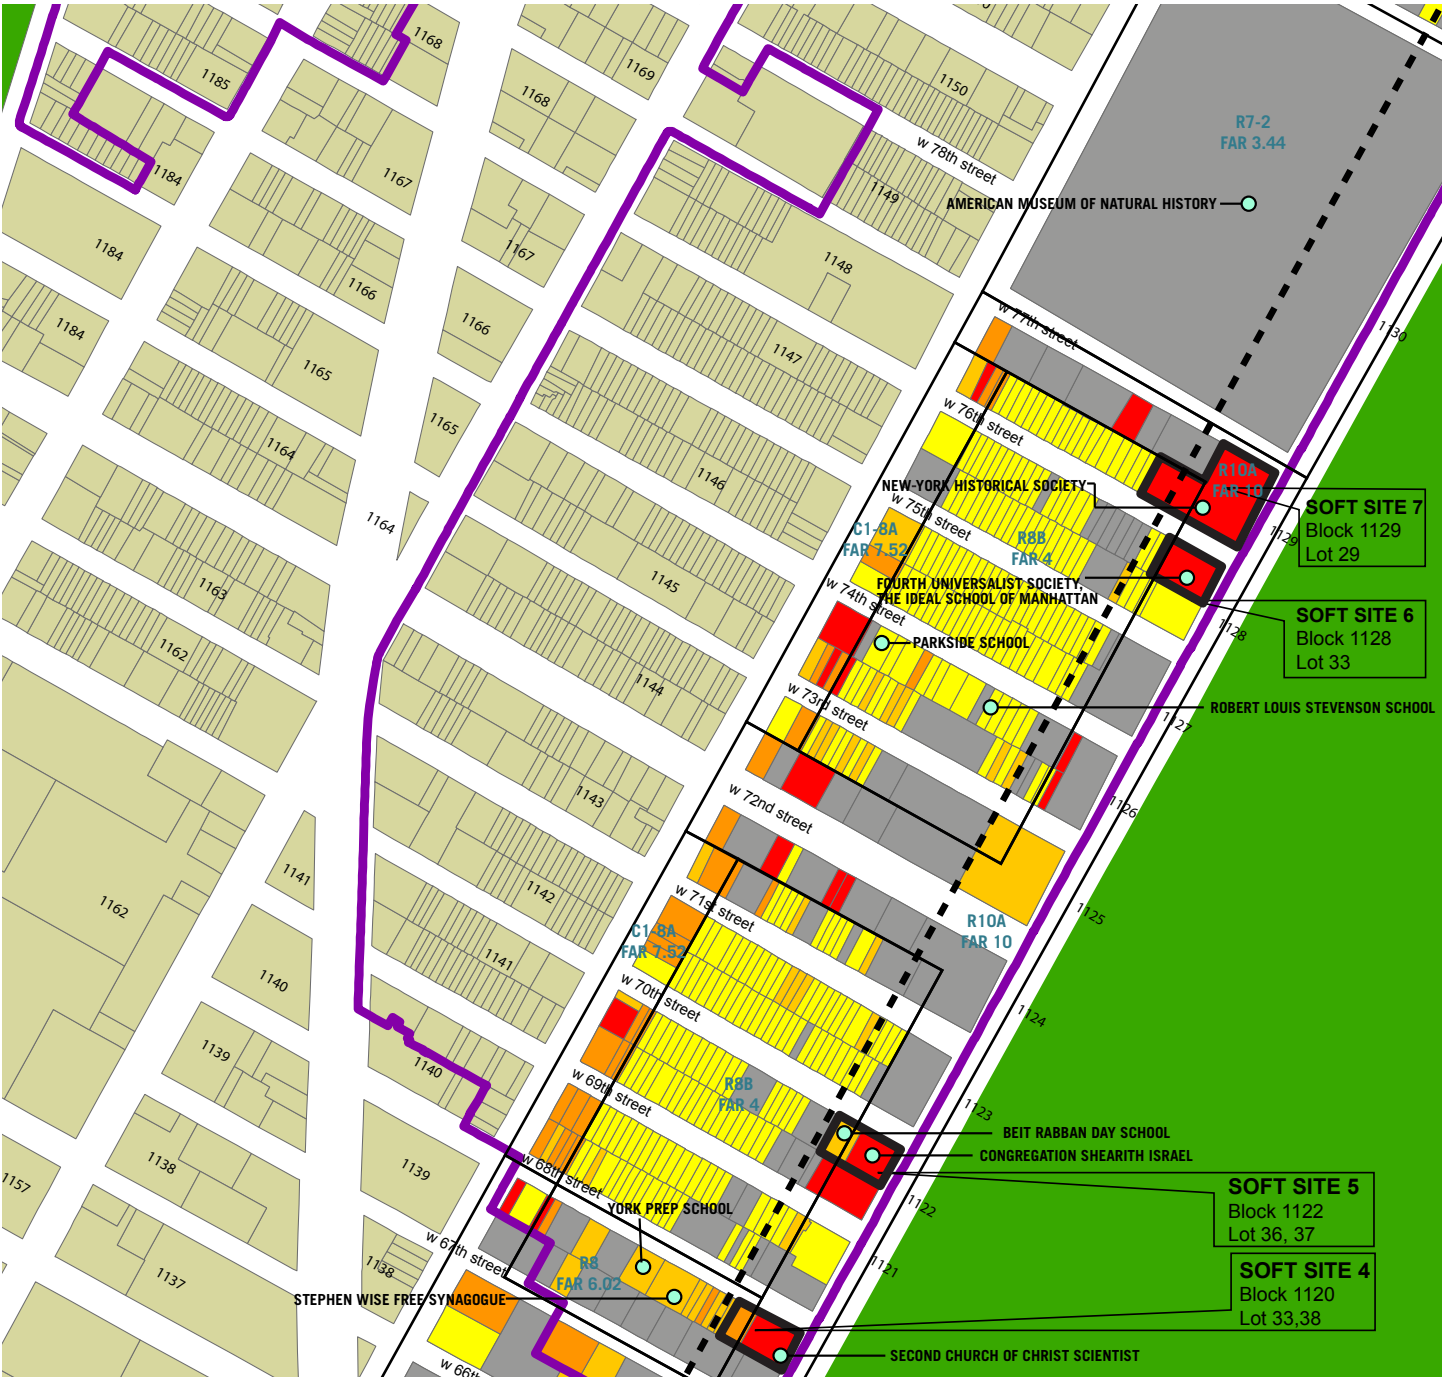 1168
1185
1169
1168
1150
R7-2
FAR 3.44
w 78th street
1184
1167
1149
AMERICAN MUSEUM OF NATURAL HISTORY
1184
1167
1148
1166
1184
1166
w 77th street
1130
1147
1165
1165
w 76th street
1164
1146
R10A
FAR 10
NEW-YORK HISTORICAL SOCIETY
w 75th street
SOFT SITE 7
Block 1129
Lot 29
1164
C1-8A
FAR 7.52
R8B
FAR 4
1129
1163
1145
FOURTH UNIVERSALIST SOCIETY,
THE IDEAL SCHOOL OF MANHATTAN
w 74th street
SOFT SITE 6
Block 1128
Lot 33
1128
1162
PARKSIDE SCHOOL
1144
w 73rd street
ROBERT LOUIS STEVENSON SCHOOL
1127
1143
w 72nd street
1126
1141
1142
w 71st street
1162
1125
R10A
FAR 10
C1-8A
FAR 7.52
1141
1140
w 70th street
1124
1139
1140
w 69th street
R8B
FAR 4
1123
BEIT RABBAN DAY SCHOOL
CONGREGATION SHEARITH ISRAEL
1138
1139
w 68th street
1157
SOFT SITE 5
Block 1122
Lot 36, 37
1122
YORK PREP SCHOOL
w 67th street
1137
1138
R8
FAR 6.02
1121
SOFT SITE 4
Block 1120
Lot 33,38
STEPHEN WISE FREE SYNAGOGUE
SECOND CHURCH OF CHRIST SCIENTIST
w 66th